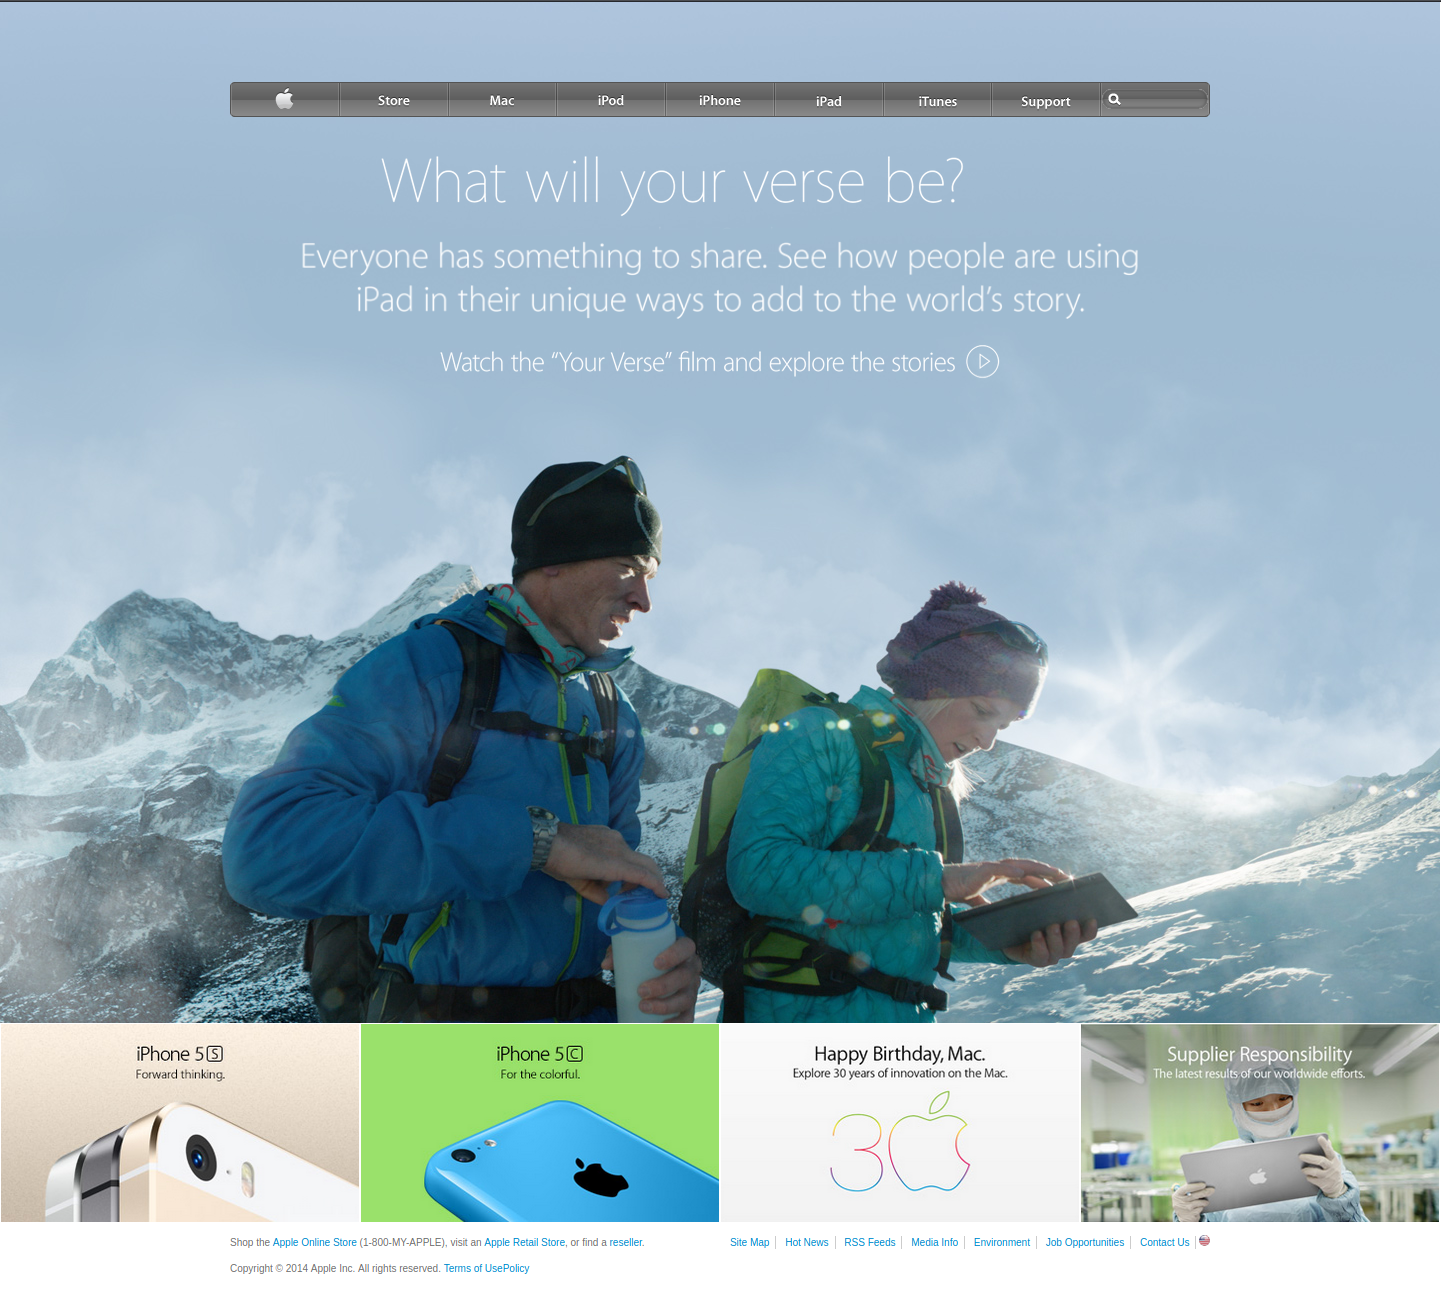 Store Mac iPod iPhone iPad iTunes Support
What will your verse be?
Everyone has something to share. See how people are using
iPad in their unique ways to add to the world's story.
Watch the “Your Verse” film and explore the stories
iPhone 5S
Forward thinking.
iPhone 5C
For the colorful.
Happy Birthday, Mac.
Explore 30 years of innovation on the Mac.
30
Supplier Responsibility
The latest results of our worldwide efforts.
Shop the Apple Online Store (1-800-MY-APPLE), visit an Apple Retail Store, or find a reseller.
Site Map Hot News RSS Feeds Media Info Environment Job Opportunities Contact Us
Copyright © 2014 Apple Inc. All rights reserved. Terms of UsePolicy